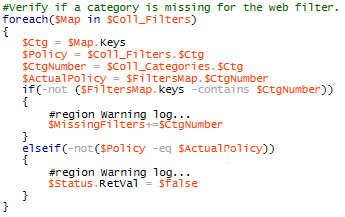 #Verify if a category is missing for the web filter.
foreach($Map in $Coll_Filters)
{
$Ctg = $Map.Keys
$Policy = $Coll_Filters.$Ctg
$CtgNumber = $Coll_Categories.$Ctg
$ActualPolicy = $FiltersMap.$CtgNumber
if(-not ($FiltersMap.keys -contains $CtgNumber))
{
#region Warning log...
$MissingFilters+=$CtgNumber
}
elseif(-not($Policy -eq $ActualPolicy))
{
#region Warning log...
$Status.RetVal = $false
}
}